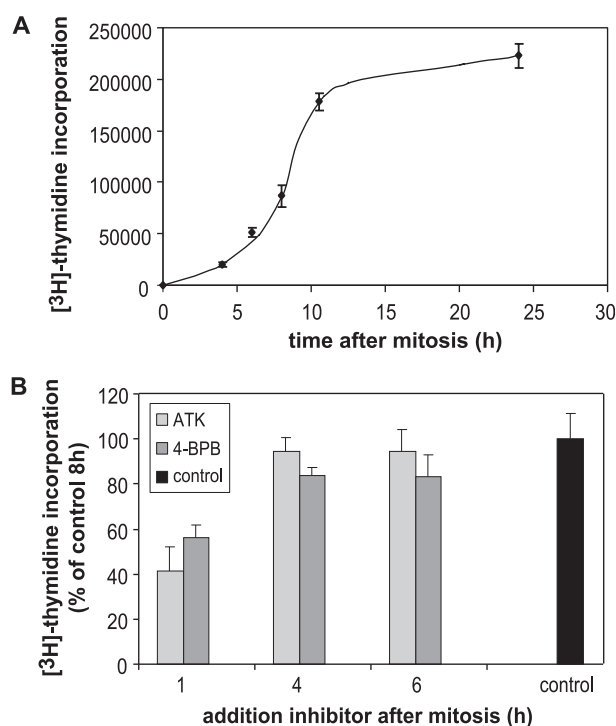 A
[³H]-thymidine incorporation
250000
200000
150000
100000
50000
0
0 5 10 15 20 25 30
time after mitosis (h)
B
[³H]-thymidine incorporation
(% of control 8h)
120
100
80
60
40
20
0
ATK
4-BPB
control
1 4 6 control
addition inhibitor after mitosis (h)